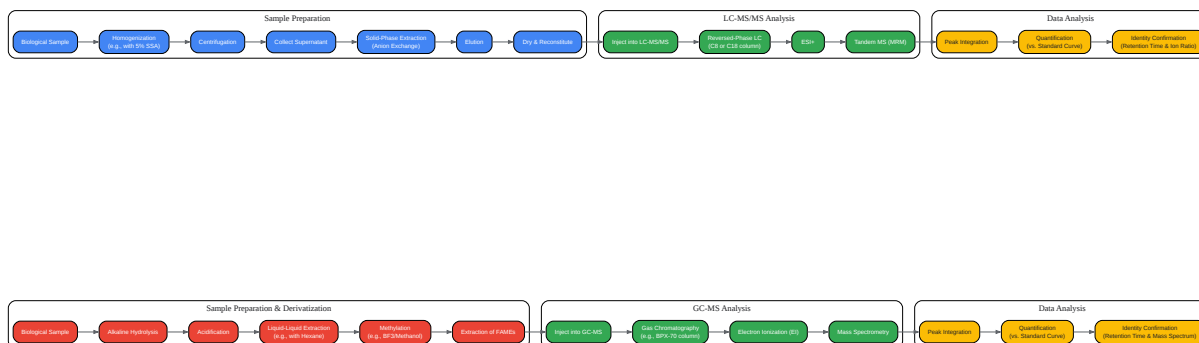 Sample Preparation
Biological Sample
Homogenization
(e.g., with 5% SSA)
Centrifugation
Collect Supernatant
Solid-Phase Extraction
(Anion Exchange)
Elution
Dry & Reconstitute
LC-MS/MS Analysis
Inject into LC-MS/MS
Reversed-Phase LC
(C8 or C18 column)
ESI+
Tandem MS (MRM)
Data Analysis
Peak Integration
Quantification
(vs. Standard Curve)
Identity Confirmation
(Retention Time & Ion Ratio)
Sample Preparation & Derivatization
Biological Sample
Alkaline Hydrolysis
Acidification
Liquid-Liquid Extraction
(e.g., with Hexane)
Methylation
(e.g., BF3/Methanol)
Extraction of FAMEs
GC-MS Analysis
Inject into GC-MS
Gas Chromatography
(e.g., BPX-70 column)
Electron Ionization (EI)
Mass Spectrometry
Data Analysis
Peak Integration
Quantification
(vs. Standard Curve)
Identity Confirmation
(Retention Time & Mass Spectrum)